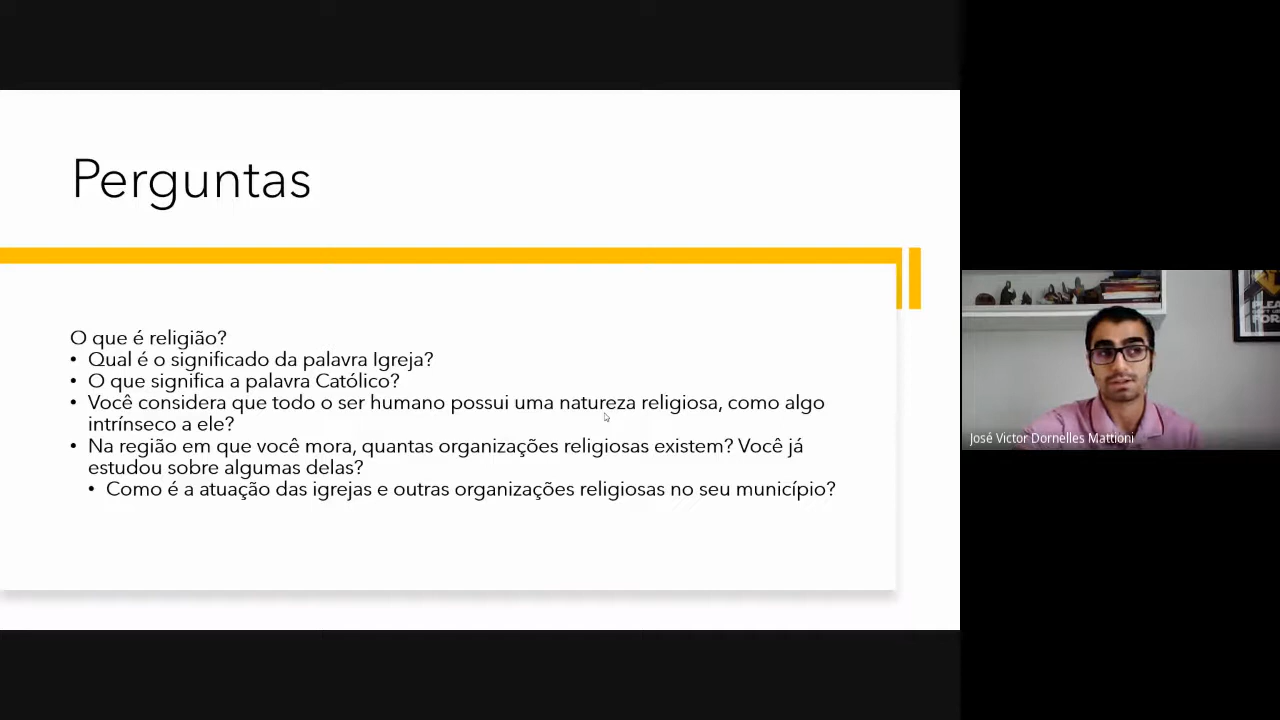 Perguntas
O que é religião?
• Qual é o significado da palavra Igreja?
• O que significa a palavra Católico?
• Você considera que todo o ser humano possui uma natureza religiosa, como algo
intrínseco a ele?
• Na região em que você mora, quantas organizações religiosas existem? Você já
estudou sobre algumas delas?
• Como é a atuação das igrejas e outras organizações religiosas no seu município?
José Victor Dornelles Mattioni